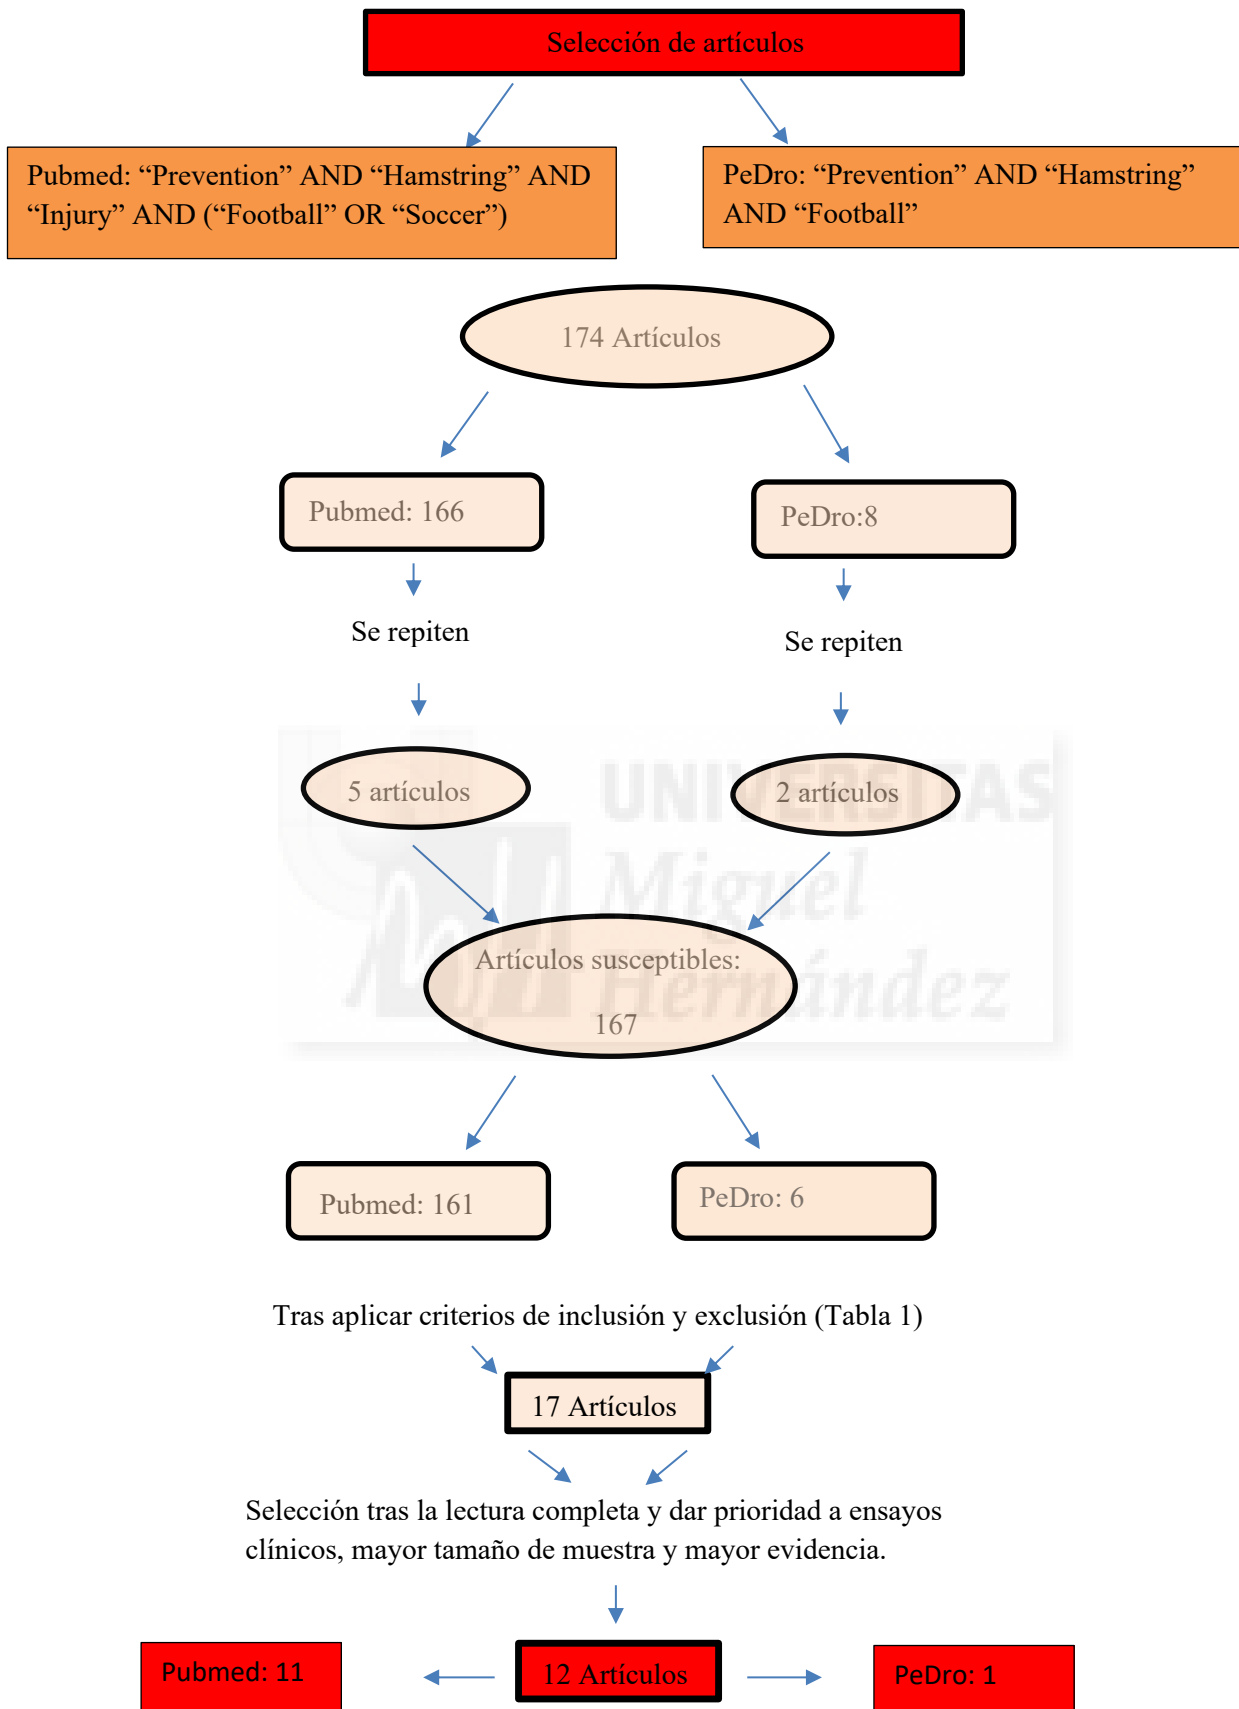 Selección de artículos
Pubmed: “Prevention” AND “Hamstring” AND
“Injury” AND (“Football” OR “Soccer”)
PeDro: “Prevention” AND “Hamstring”
AND “Football”
174 Artículos
Pubmed: 166
PeDro:8
Se repiten
Se repiten
5 artículos
2 artículos
UNIVERSITAS
Miguel
Hernández
Artículos susceptibles:
167
Pubmed: 161
PeDro: 6
Tras aplicar criterios de inclusión y exclusión (Tabla 1)
17 Artículos
Selección tras la lectura completa y dar prioridad a ensayos
clínicos, mayor tamaño de muestra y mayor evidencia.
Pubmed: 11
12 Artículos
PeDro: 1